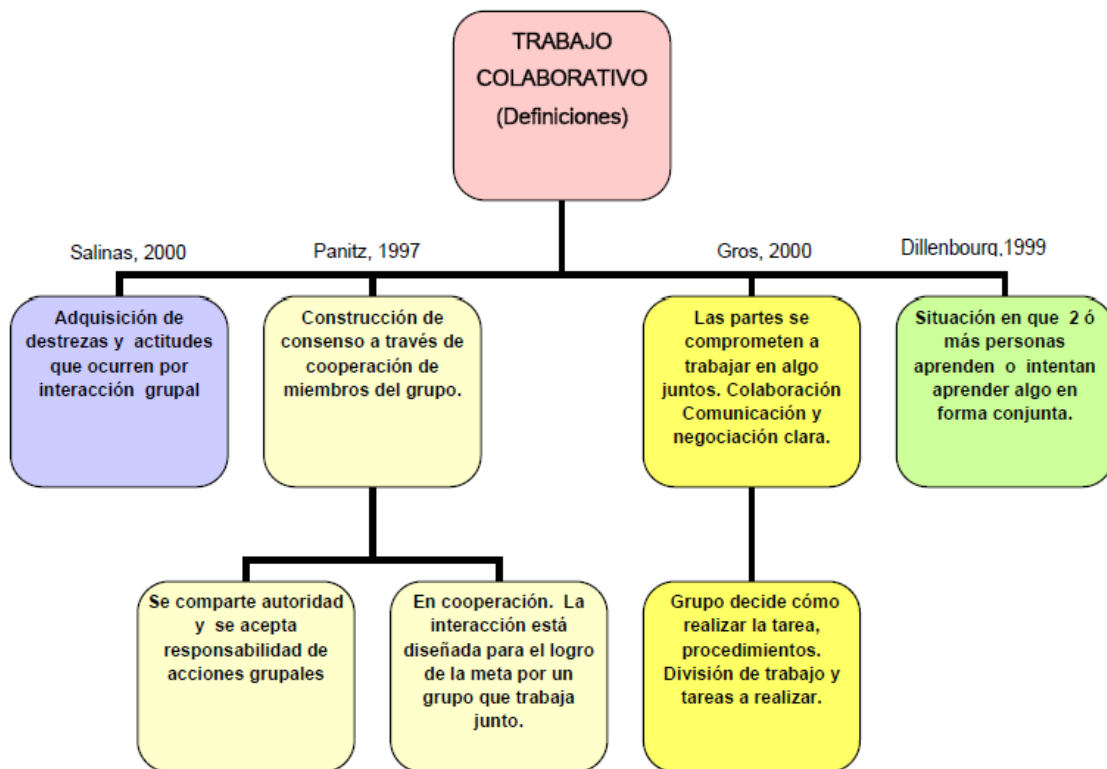 TRABAJO
COLABORATIVO
(Definiciones)
Salinas, 2000
Panitz, 1997
Gros, 2000
Dillenbourg,1999
Adquisición de
destrezas y actitudes
que ocurren por
interacción grupal
Construcción de
consenso a través de
cooperación de
miembros del grupo.
Las partes se
comprometen a
trabajar en algo
juntos. Colaboración
Comunicación y
negociación clara.
Situación en que 2 ó
más personas
aprenden o intentan
aprender algo en
forma conjunta.
Se comparte autoridad
y se acepta
responsabilidad de
acciones grupales
En cooperación. La
interacción está
diseñada para el logro
de la meta por un
grupo que trabaja
junto.
Grupo decide cómo
realizar la tarea,
procedimientos.
División de trabajo y
tareas a realizar.